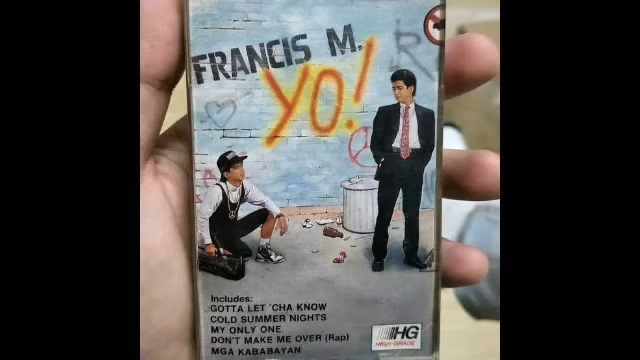 FRANCIS M.
YO!
R
includes:
GOTTA LET 'CHA KNOW
COLD SUMMER NIGHTS
MY ONLY ONE
DON'T MAKE ME OVER (Rap)
MGA KABABAYAN
HG
HIGH-GRADE